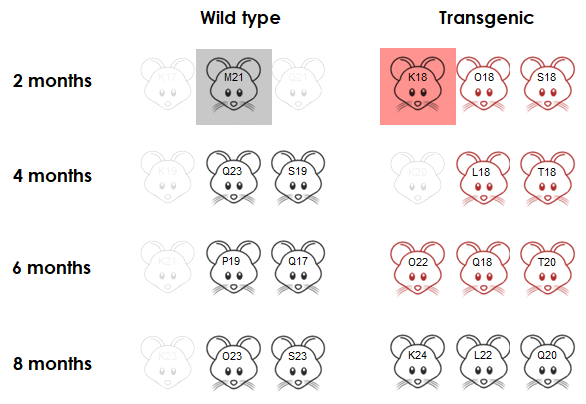 Wild type Transgenic
2 months K17 M21 O21 K18 O18 S18
4 months K19 Q23 S19 K20 L18 T18
6 months K21 P19 Q17 O22 Q18 T20
8 months K23 O23 S23 K24 L22 Q20